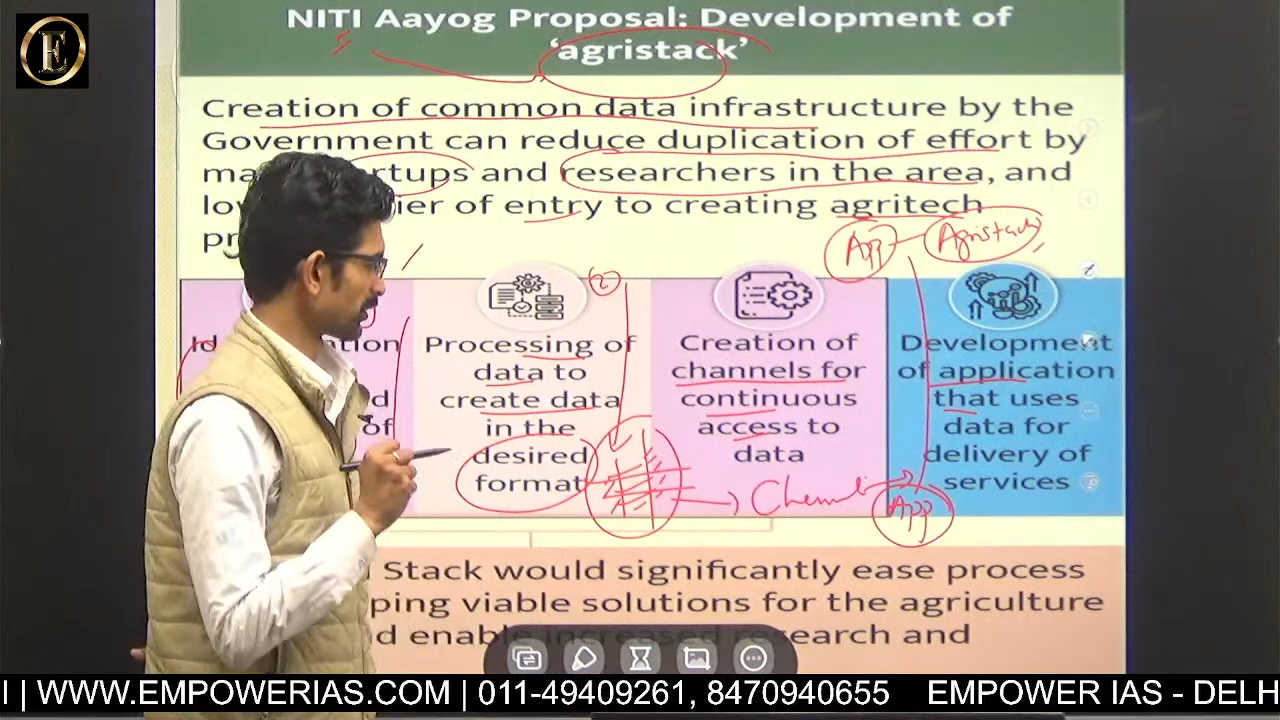 E
NITI Aayog Proposal: Development of
‘agristack’
Creation of common data infrastructure by the
Government can reduce duplication of effort by
and researchers in the area, and
of entry to creating agritech
App Agristack
2
Processing of
data to
create data
in the
desired
format
Creation of
channels for
continuous
access to
data
Development
of application
that uses
data for
delivery of
services
of
App
Stack would significantly ease process
viable solutions for the agriculture
enable increased research and
WWW.EMPOWERIAS.COM | 011-49409261, 8470940655 EMPOWER IAS - DELH